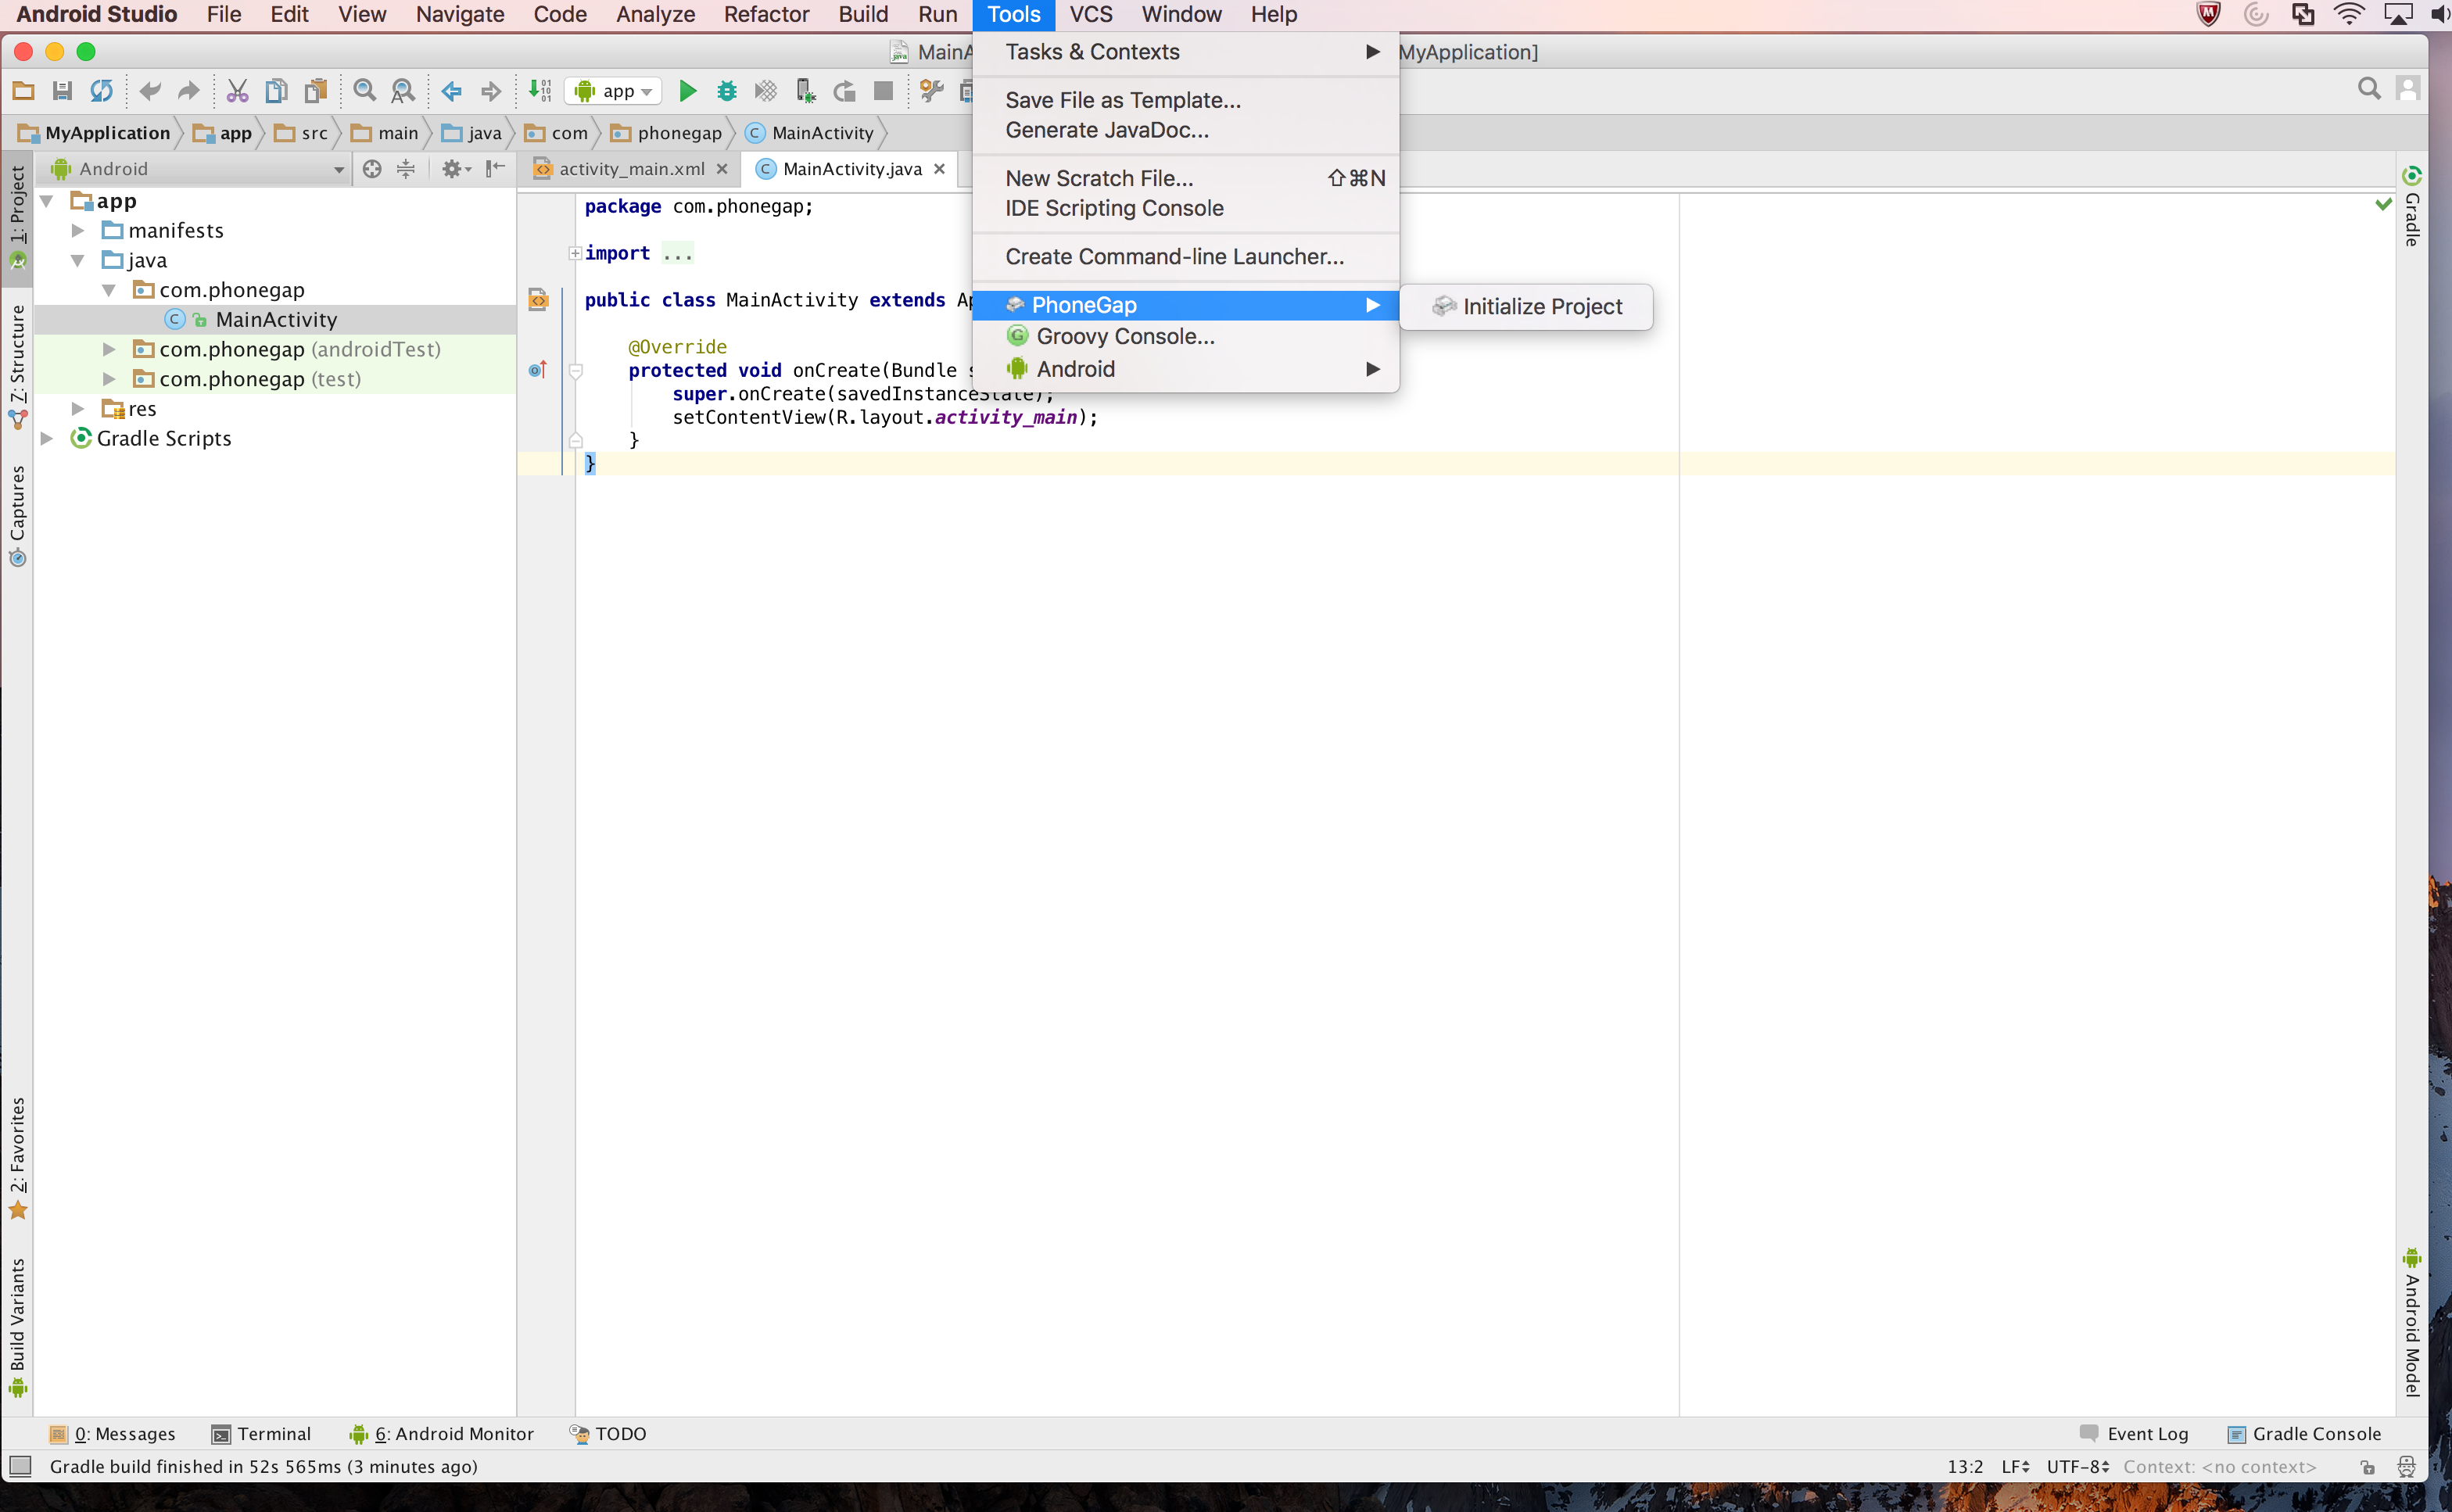 Android Studio File Edit View Navigate Code Analyze Refactor Build Run Tools VCS Window Help
MainA
MyApplication]
app
MyApplication app src main java com phonegap MainActivity
Android
activity_main.xml MainActivity.java
1: Project
7: Structure
Captures
2: Favorites
Build Variants
app
manifests
java
com.phonegap
MainActivity
com.phonegap (androidTest)
com.phonegap (test)
res
Gradle Scripts
package com.phonegap;
import ...
public class MainActivity extends Ap
@Override
protected void onCreate(Bundle s
super.onCreate(savedInstanceState);
setContentView(R.layout.activity_main);
}
}
Tasks & Contexts
Save File as Template...
Generate JavaDoc...
New Scratch File... ⇧⌘N
IDE Scripting Console
Create Command-line Launcher...
PhoneGap
Groovy Console...
Android
Initialize Project
Gradle
Android Model
0: Messages Terminal 6: Android Monitor TODO Event Log Gradle Console
Gradle build finished in 52s 565ms (3 minutes ago) 13:2 LF UTF-8 Context: <no context>